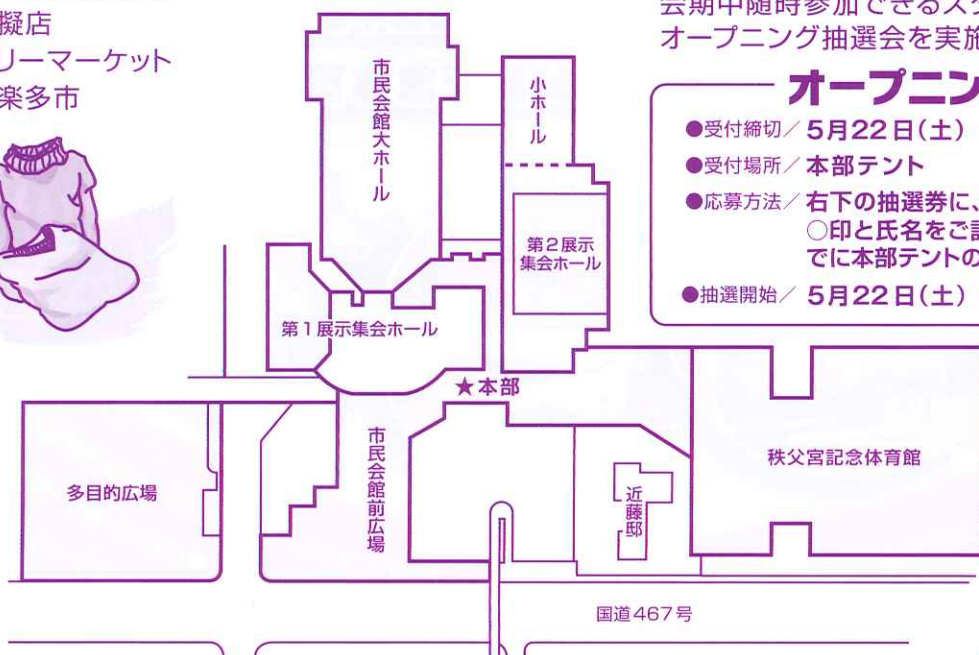 擬店
リーマーケット
楽多市
会期中随時参加できるス
オープニング抽選会を実施
オープニン
●受付締切／5月22日(土)
●受付場所／本部テント
●応募方法／右下の抽選券に、
○印と氏名をご
でに本部テントの
●抽選開始／5月22日(土)
市民会館大ホール
小ホール
第2展示
集会ホール
第1展示集会ホール
★本部
多目的広場
市民会館前広場
近藤邸
秩父宮記念体育館
国道467号